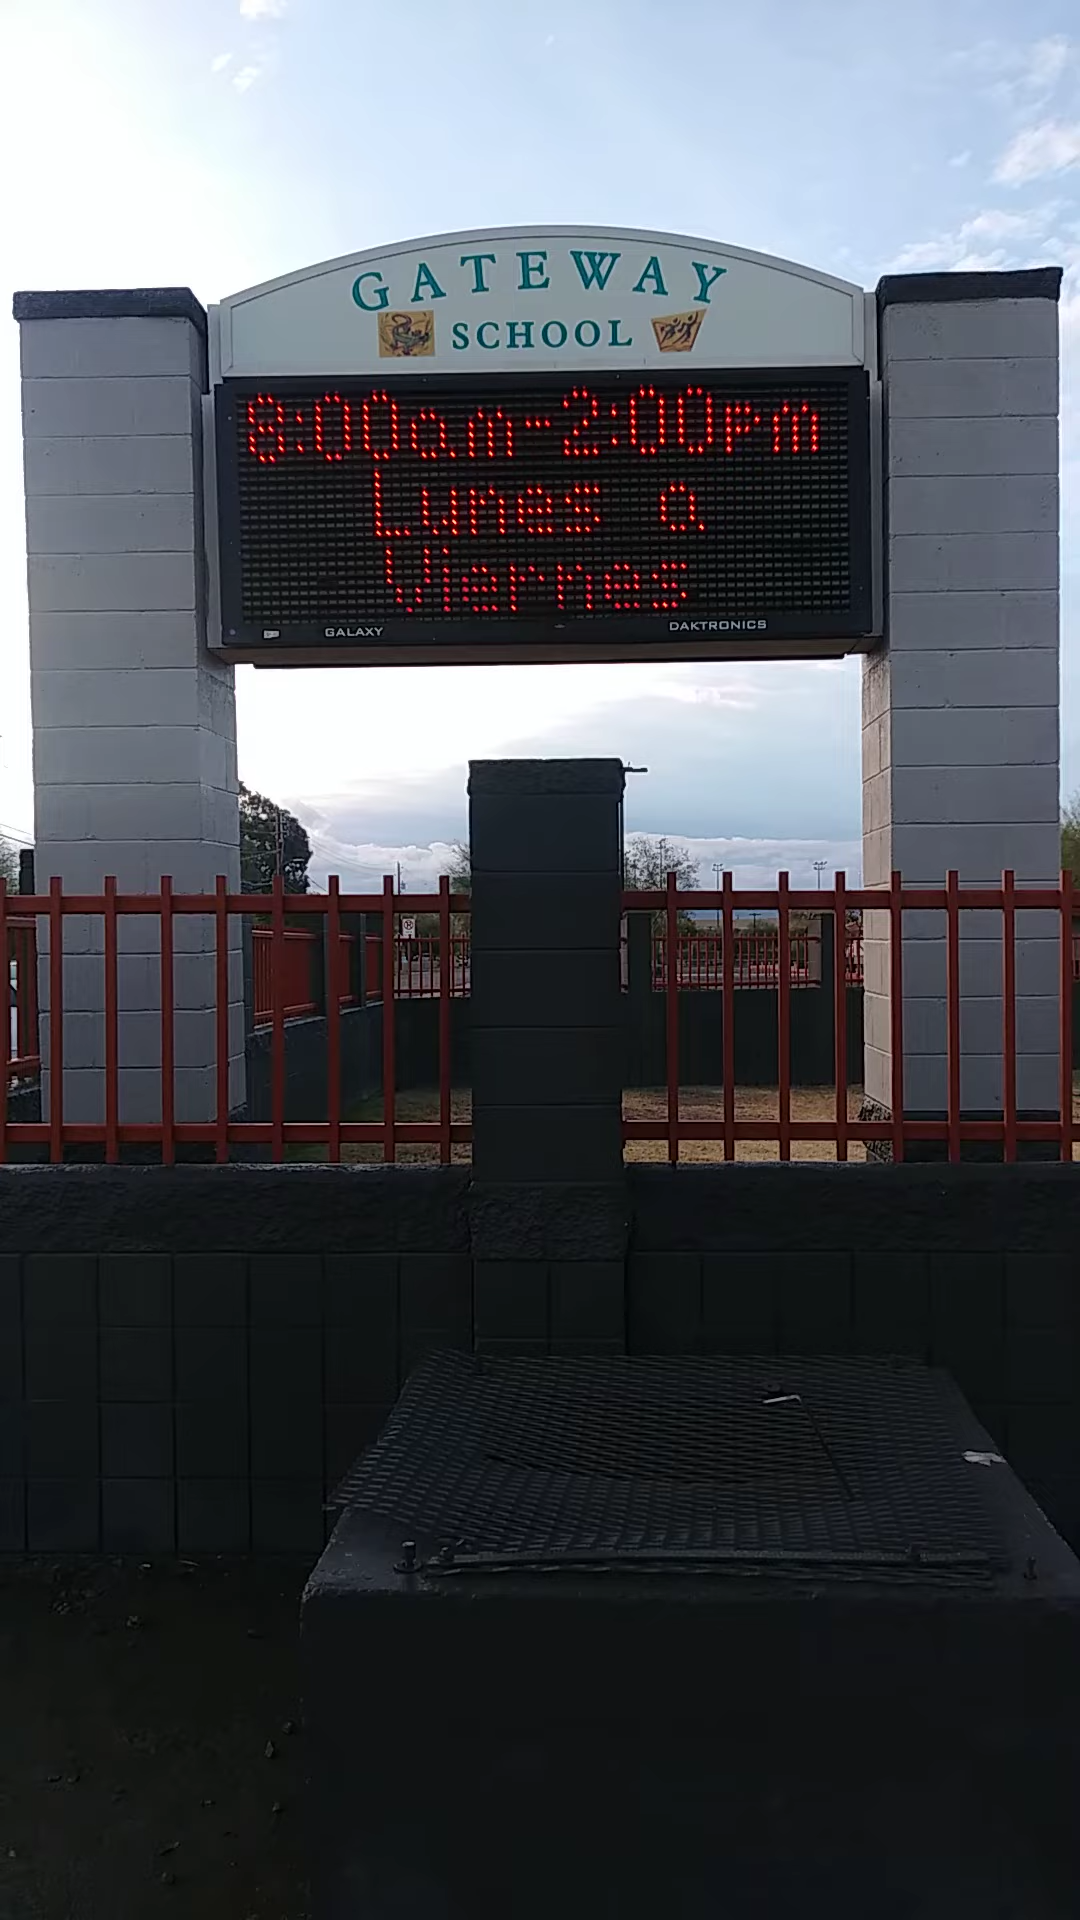 GATEWAY
SCHOOL
8:00am-2:00pm
Lunes a
Viernes
GALAXY
DAKTRONICS